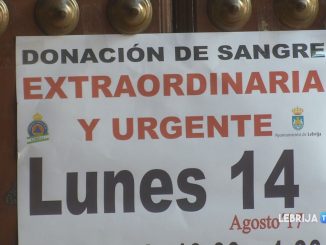 DONACIÓN DE SANGRE
EXTRAORDINARIA
Y URGENTE
Ayuntamiento de Lebrija
Lunes 14
Agosto 17
LEBRIJA